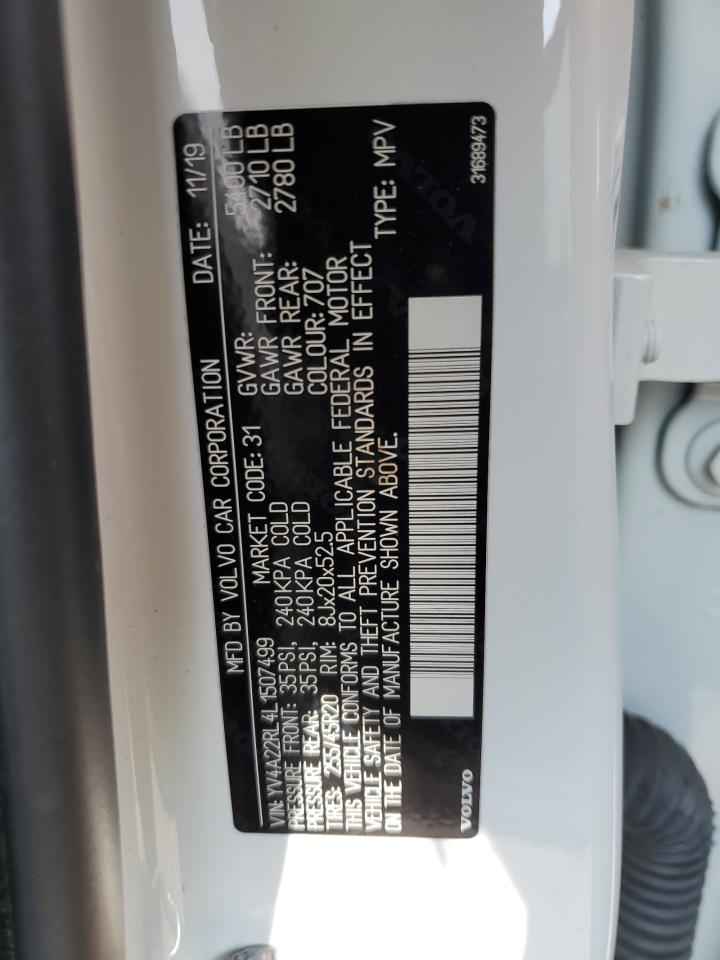 MFD BY VOLVO CAR CORPORATION DATE: 11/19
VIN: YV4A22RL4L1507499 MARKET CODE: 31 GVWR: 5400 LB
PRESSURE FRONT: 35PSI, 240KPA COLD GAWR FRONT: 2710 LB
PRESSURE REAR: 35PSI, 240KPA COLD GAWR REAR: 2780 LB
TIRES: 255/45R20 RIM: 8Jx20x52.5 COLOUR: 707
THIS VEHICLE CONFORMS TO ALL APPLICABLE FEDERAL MOTOR
VEHICLE SAFETY AND THEFT PREVENTION STANDARDS IN EFFECT
ON THE DATE OF MANUFACTURE SHOWN ABOVE. TYPE: MPV
VOLVO 31689473